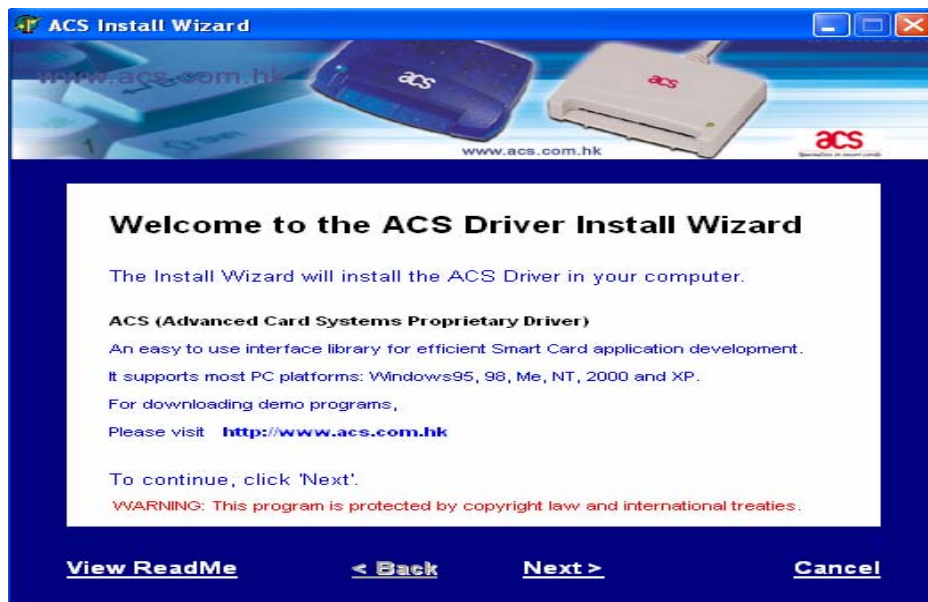 ACS Install Wizard
www.acs.com.hk
acs
acs
www.acs.com.hk
acs
Welcome to the ACS Driver Install Wizard
The Install Wizard will install the ACS Driver in your computer.
ACS (Advanced Card Systems Proprietary Driver)
An easy to use interface library for efficient Smart Card application development.
It supports most PC platforms: Windows95, 98, Me, NT, 2000 and XP.
For downloading demo programs,
Please visit http://www.acs.com.hk
To continue, click 'Next'.
WARNING: This program is protected by copyright law and international treaties.
View ReadMe < Back Next > Cancel